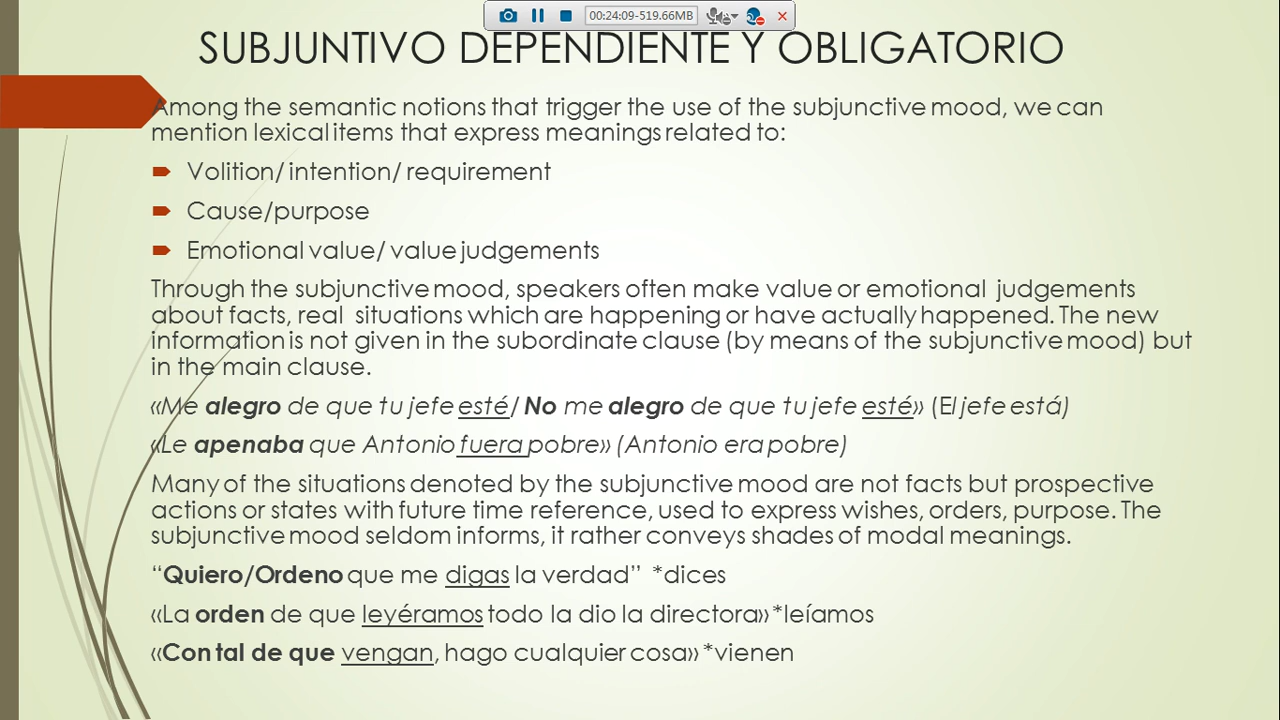 00:24:09-519.66MB
SUBJUNTIVO DEPENDIENTE Y OBLIGATORIO
Among the semantic notions that trigger the use of the subjunctive mood, we can
mention lexical items that express meanings related to:
Volition/ intention/ requirement
Cause/purpose
Emotional value/ value judgements
Through the subjunctive mood, speakers often make value or emotional judgements
about facts, real situations which are happening or have actually happened. The new
information is not given in the subordinate clause (by means of the subjunctive mood) but
in the main clause.
«Me alegro de que tu jefe esté/ No me alegro de que tu jefe esté» (El jefe está)
«Le apenaba que Antonio fuera pobre» (Antonio era pobre)
Many of the situations denoted by the subjunctive mood are not facts but prospective
actions or states with future time reference, used to express wishes, orders, purpose. The
subjunctive mood seldom informs, it rather conveys shades of modal meanings.
“Quiero/Ordeno que me digas la verdad” *dices
«La orden de que leyéramos todo la dio la directora» *leíamos
«Con tal de que vengan, hago cualquier cosa» *vienen